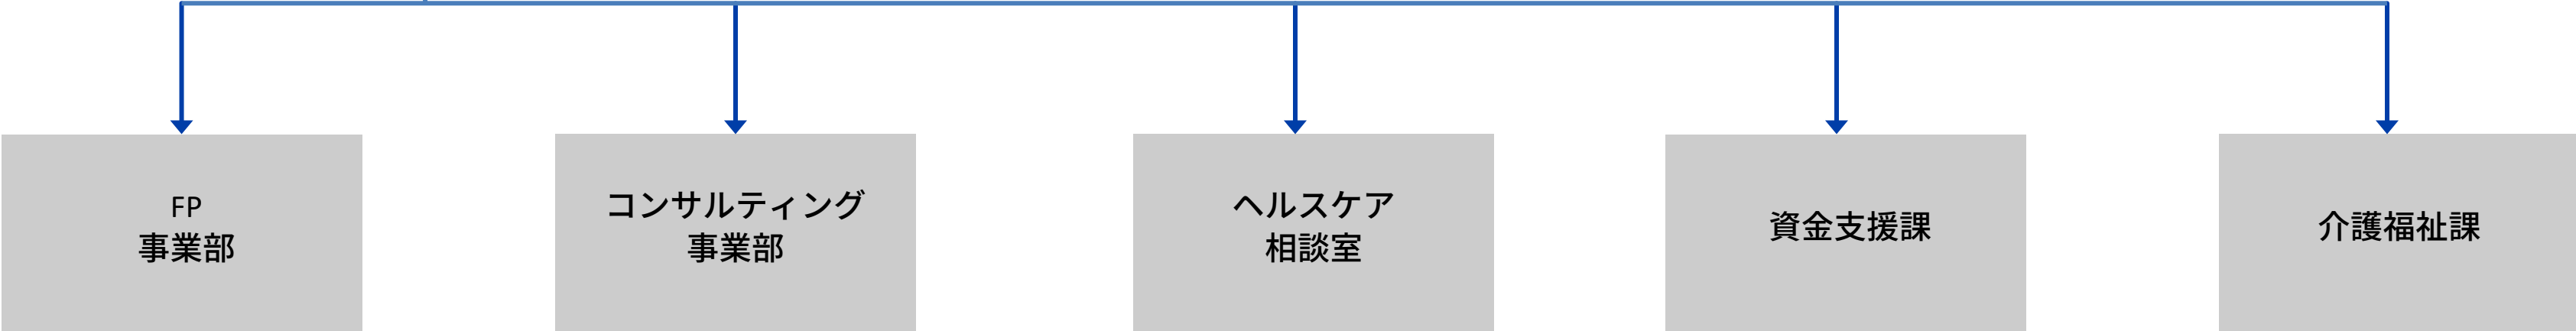 FP
事業部
コンサルティング
事業部
ヘルスケア
相談室
資金支援課
介護福祉課